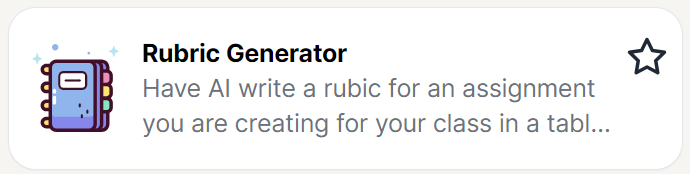 Rubric Generator
Have AI write a rubic for an assignment
you are creating for your class in a tabl...